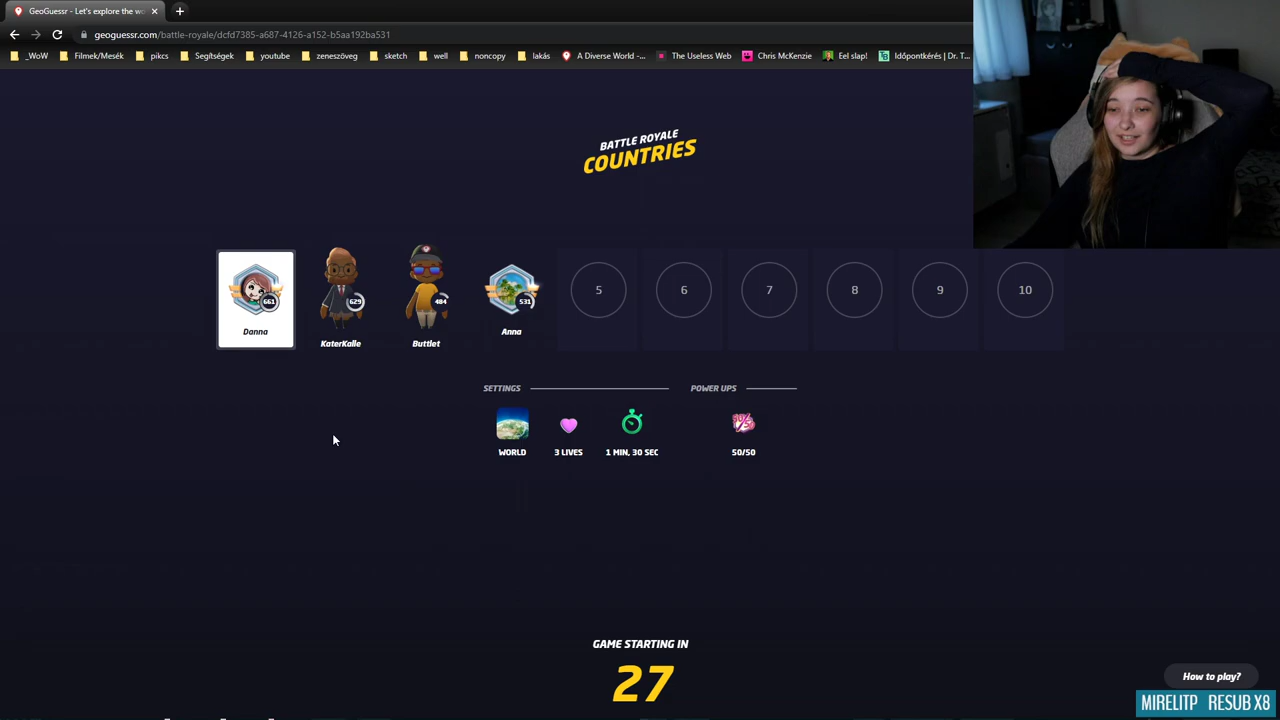 GeoGuessr - Let's explore the wo
geoguessr.com/battle-royale/dcfd7385-a687-4126-a152-b5aa192ba531
_WoW Filmek/Mesék pikcs Segítségek youtube zeneszöveg sketch well noncopy lakás A Diverse World -... The Useless Web Chris McKenzie Eel slap! Időpontkérés | Dr. T...
BATTLE ROYALE
COUNTRIES
661 629 484 531 5 6 7 8 9 10
Danna KaterKalle Buttlet Anna
SETTINGS POWER UPS
50/50
WORLD 3 LIVES 1 MIN, 30 SEC 50/50
GAME STARTING IN
27
How to play?
MIRELITP RESUB X8